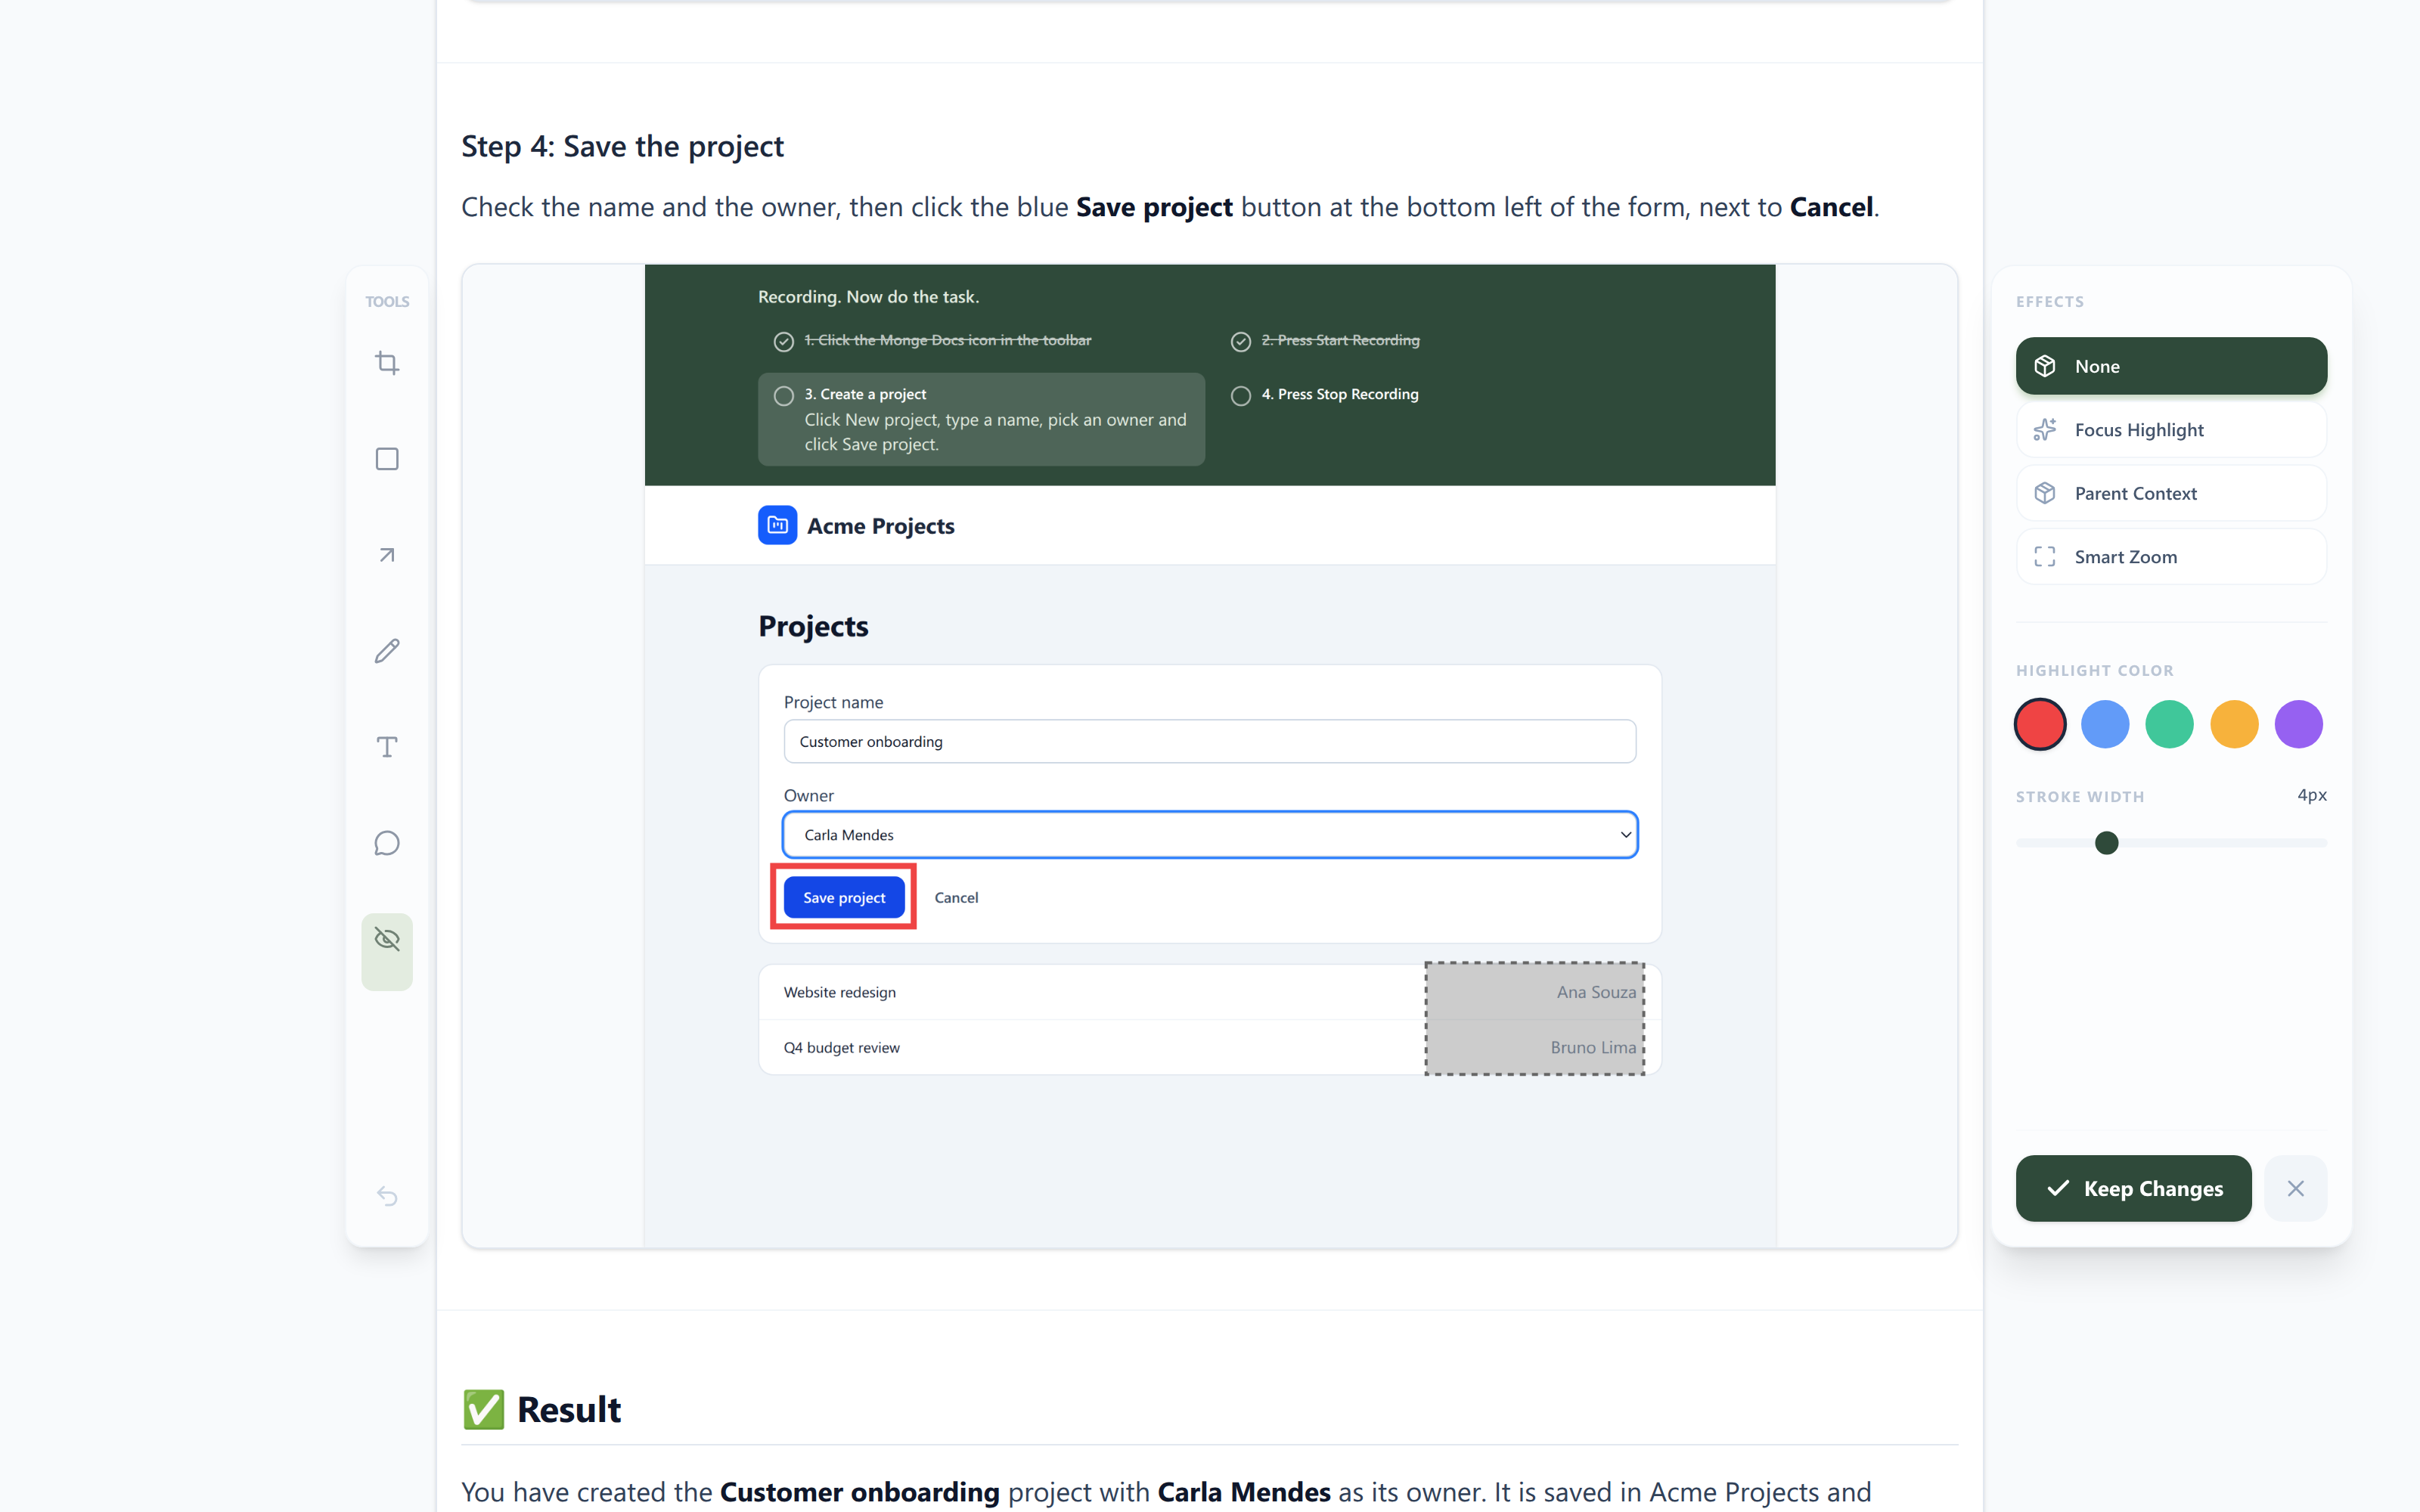 Step 4: Save the project
Check the name and the owner, then click the blue Save project button at the bottom left of the form, next to Cancel.
TOOLS
Recording. Now do the task.
1. Click the Monge Docs icon in the toolbar
2. Press Start Recording
3. Create a project
Click New project, type a name, pick an owner and
click Save project.
4. Press Stop Recording
Acme Projects
Projects
Project name
Customer onboarding
Owner
Carla Mendes
Save project
Cancel
Website redesign
Ana Souza
Q4 budget review
Bruno Lima
EFFECTS
None
Focus Highlight
Parent Context
Smart Zoom
HIGHLIGHT COLOR
STROKE WIDTH
4px
Keep Changes
✅ Result
You have created the Customer onboarding project with Carla Mendes as its owner. It is saved in Acme Projects and